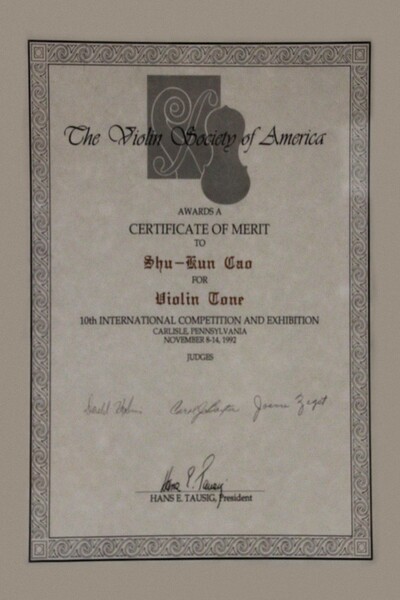 The Violin Society of America
AWARDS A
CERTIFICATE OF MERIT
TO
Shu-Kun Cao
FOR
Violin Tone
10th INTERNATIONAL COMPETITION AND EXHIBITION
CARLISLE, PENNSYLVANIA
NOVEMBER 8-14, 1992
JUDGES
HANS E. TAUSIG, President